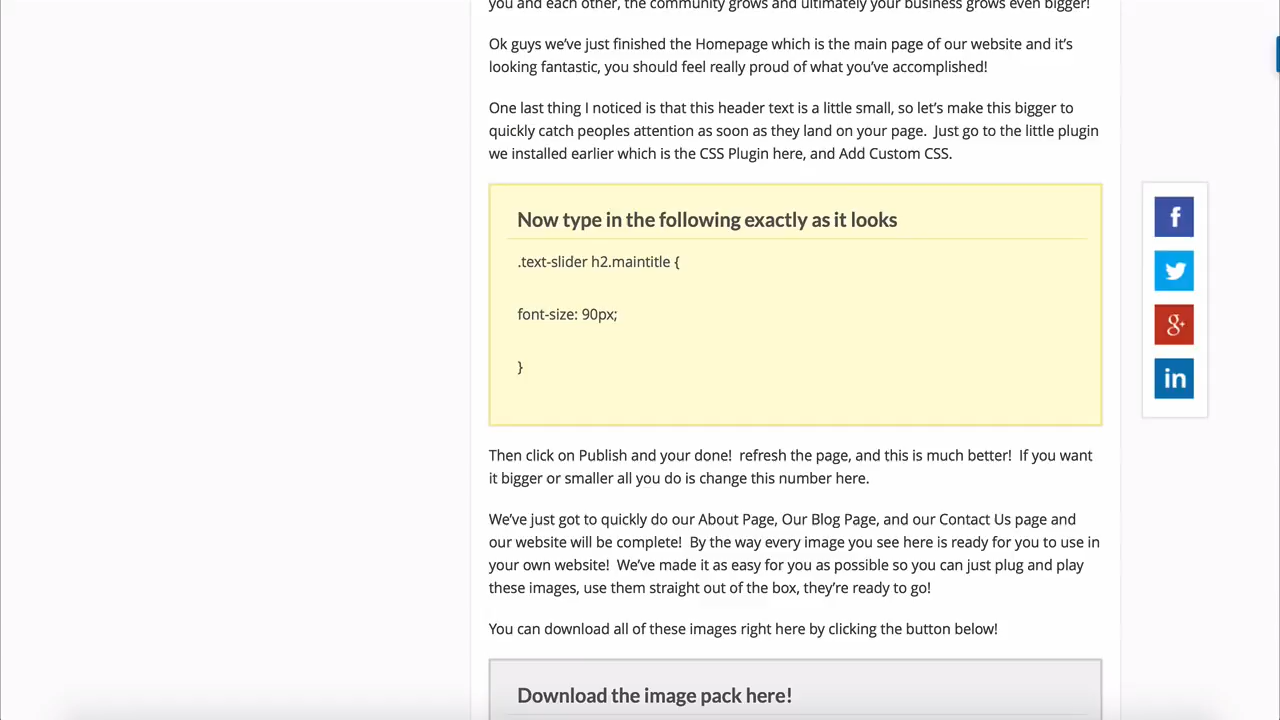 you and each other, the community grows and ultimately your business grows even bigger!
Ok guys we've just finished the Homepage which is the main page of our website and it's
looking fantastic, you should feel really proud of what you've accomplished!
One last thing I noticed is that this header text is a little small, so let's make this bigger to
quickly catch peoples attention as soon as they land on your page.  Just go to the little plugin
we installed earlier which is the CSS Plugin here, and Add Custom CSS.
Now type in the following exactly as it looks
.text-slider h2.maintitle {
font-size: 90px;
}
Then click on Publish and your done!  refresh the page, and this is much better!  If you want
it bigger or smaller all you do is change this number here.
We've just got to quickly do our About Page, Our Blog Page, and our Contact Us page and
our website will be complete!  By the way every image you see here is ready for you to use in
your own website!  We've made it as easy for you as possible so you can just plug and play
these images, use them straight out of the box, they're ready to go!
You can download all of these images right here by clicking the button below!
Download the image pack here!
f
g+
in